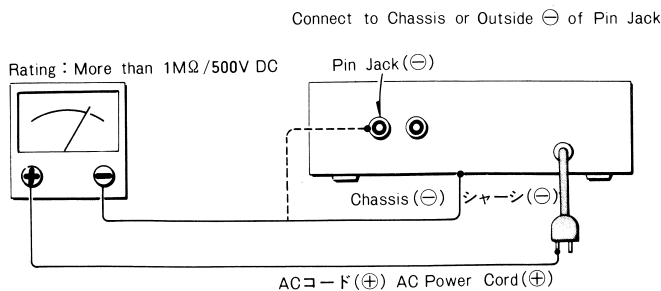 Connect to Chassis or Outside ⊖ of Pin Jack
Rating : More than 1MΩ/500V DC
Pin Jack(⊖)
Chassis(⊖) シャーシ(⊖)
ACコード(⊕) AC Power Cord(⊕)